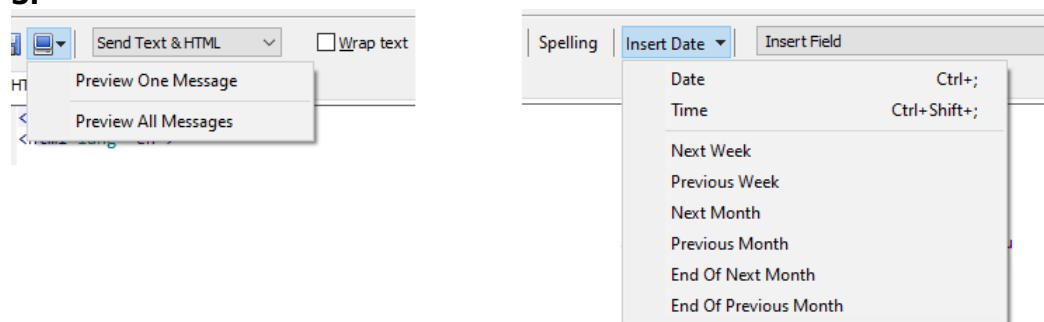 Send Text & HTML
Wrap text
Preview One Message
Preview All Messages
Spelling
Insert Date
Insert Field
Date Ctrl+;
Time Ctrl+Shift+;
Next Week
Previous Week
Next Month
Previous Month
End Of Next Month
End Of Previous Month